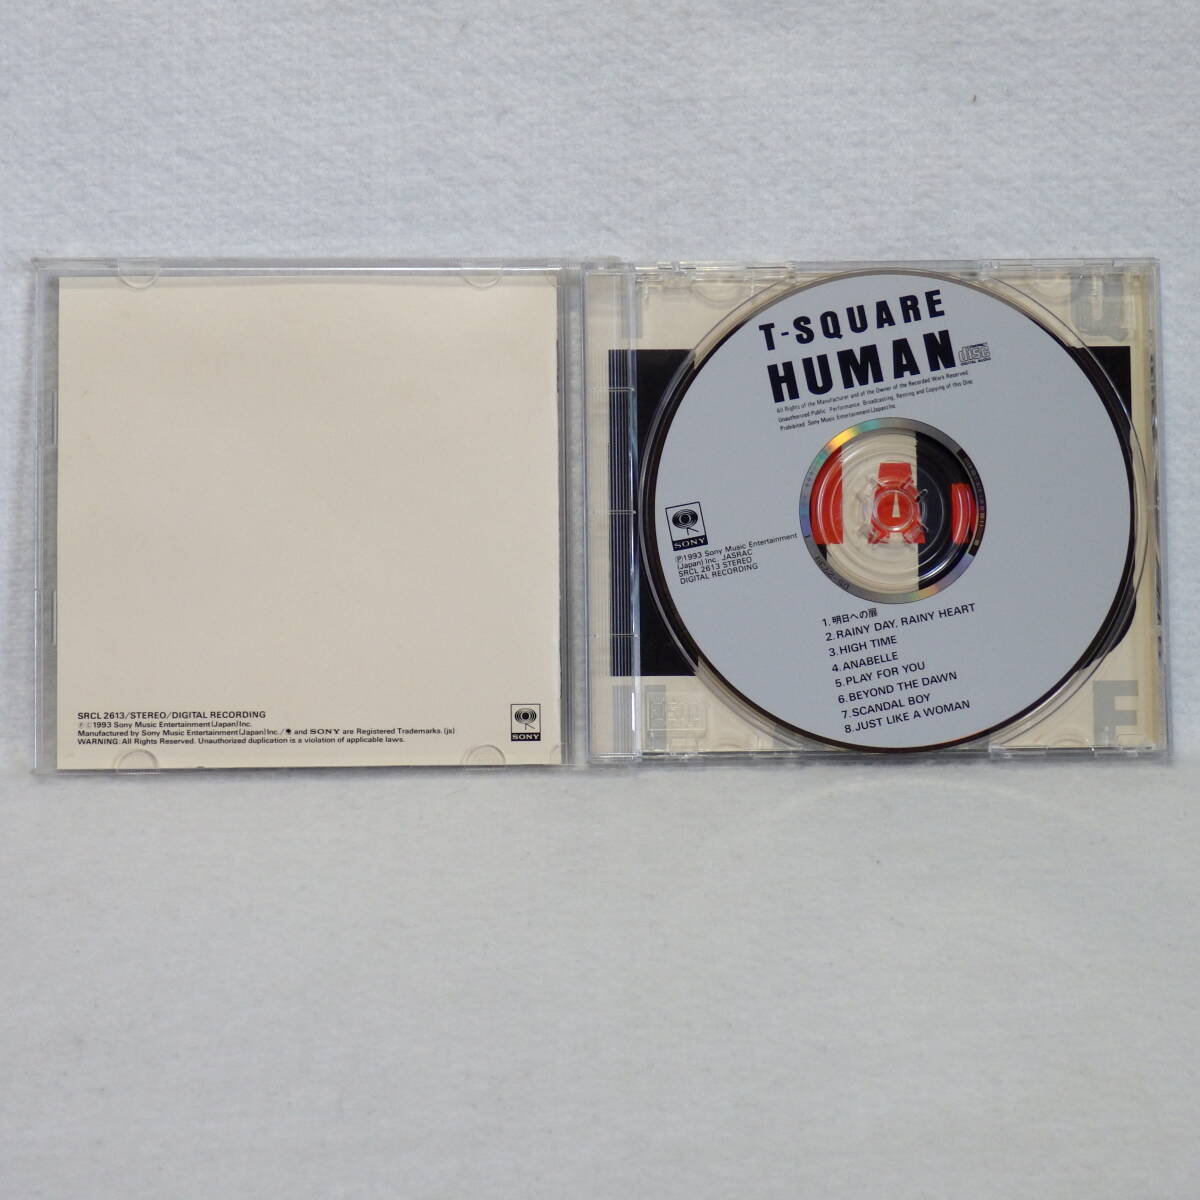 SRCL 2613/STEREO/DIGITAL RECORDING
Ⓟ Ⓒ 1993 Sony Music Entertainment(Japan)Inc.
Manufactured by Sony Music Entertainment(Japan)Inc./ and SONY are Registered Trademarks.(js)
WARNING: All Rights Reserved. Unauthorized duplication is a violation of applicable laws.
SONY
T-SQUARE
HUMAN
COMPACT
disc
DIGITAL AUDIO
All Rights of the Manufacturer and of the Owner of the Recorded Work Reserved
Unauthorized Public Performance Broadcasting, Renting and Copying of this Disc
Prohibited. Sony Music Entertainment(Japan)Inc.
SONY
Ⓟ1993 Sony Music Entertainment
(Japan) Inc. JASRAC
SRCL 2613 STEREO
DIGITAL RECORDING
1.明日への扉
2.RAINY DAY, RAINY HEART
3.HIGH TIME
4.ANABELLE
5.PLAY FOR YOU
6.BEYOND THE DAWN
7.SCANDAL BOY
8.JUST LIKE A WOMAN